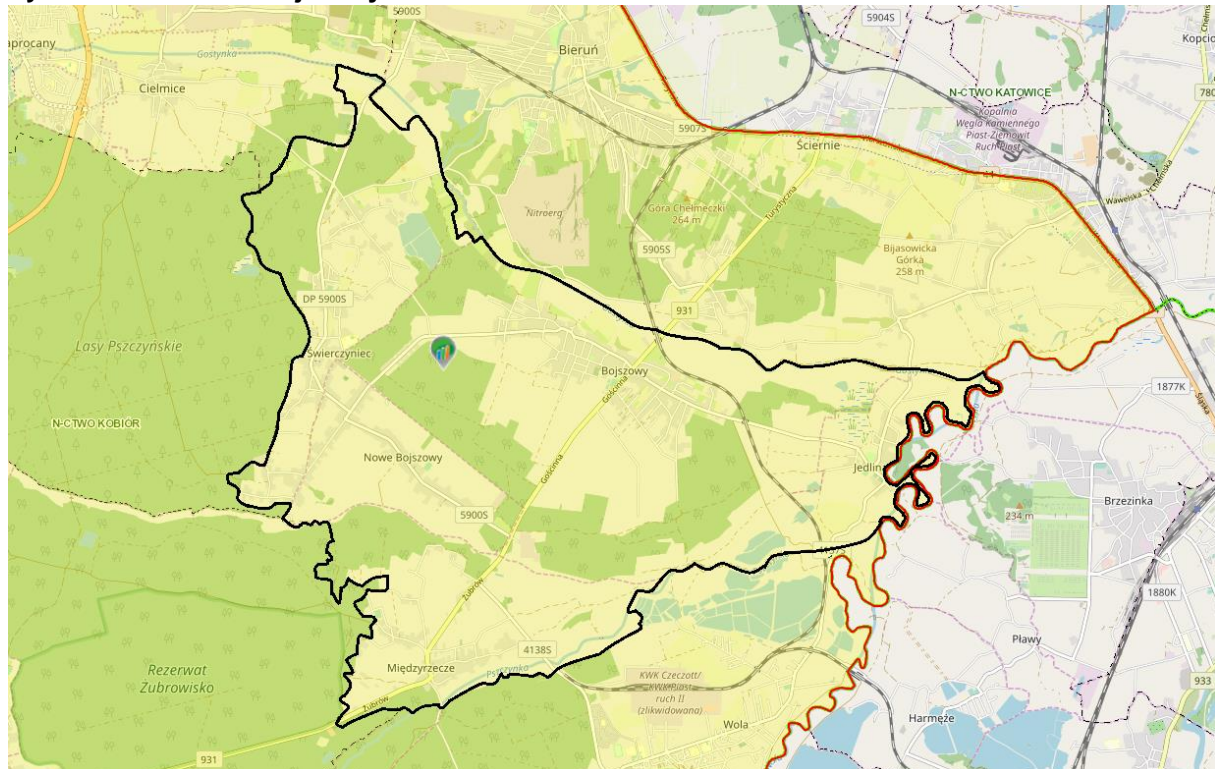 5900S
5904S
Gostynka
Bieruń
Cielmice
N-CTWO KATOWICE
780
Kopalnia
Węgla Kamiennego
Piast-Ziemowit
Ruch Piast
5907S
Ściernie
44
Wawelska
Nitroerg
Góra Chełmeczki
264 m
Turystyczna
Bijasowicka
Górka
258 m
5905S
DP 5900S
931
Lasy Pszczyńskie
Świerczyniec
Bojszowy
Gościnna
1877K
Śląska
N-CTWO KOBIÓR
Nowe Bojszowy
Gościnna
Jedlina
Brzezinka
5900S
234 m
Żubrów
1880K
4138S
Pławy
Rezerwat
Żubrowisko
Międzyrzecze
Pszczynka
KWK Czeczott/
KWK Piast
ruch II
(zlikwidowana)
933
Żubrów
Wola
Harmęże
931